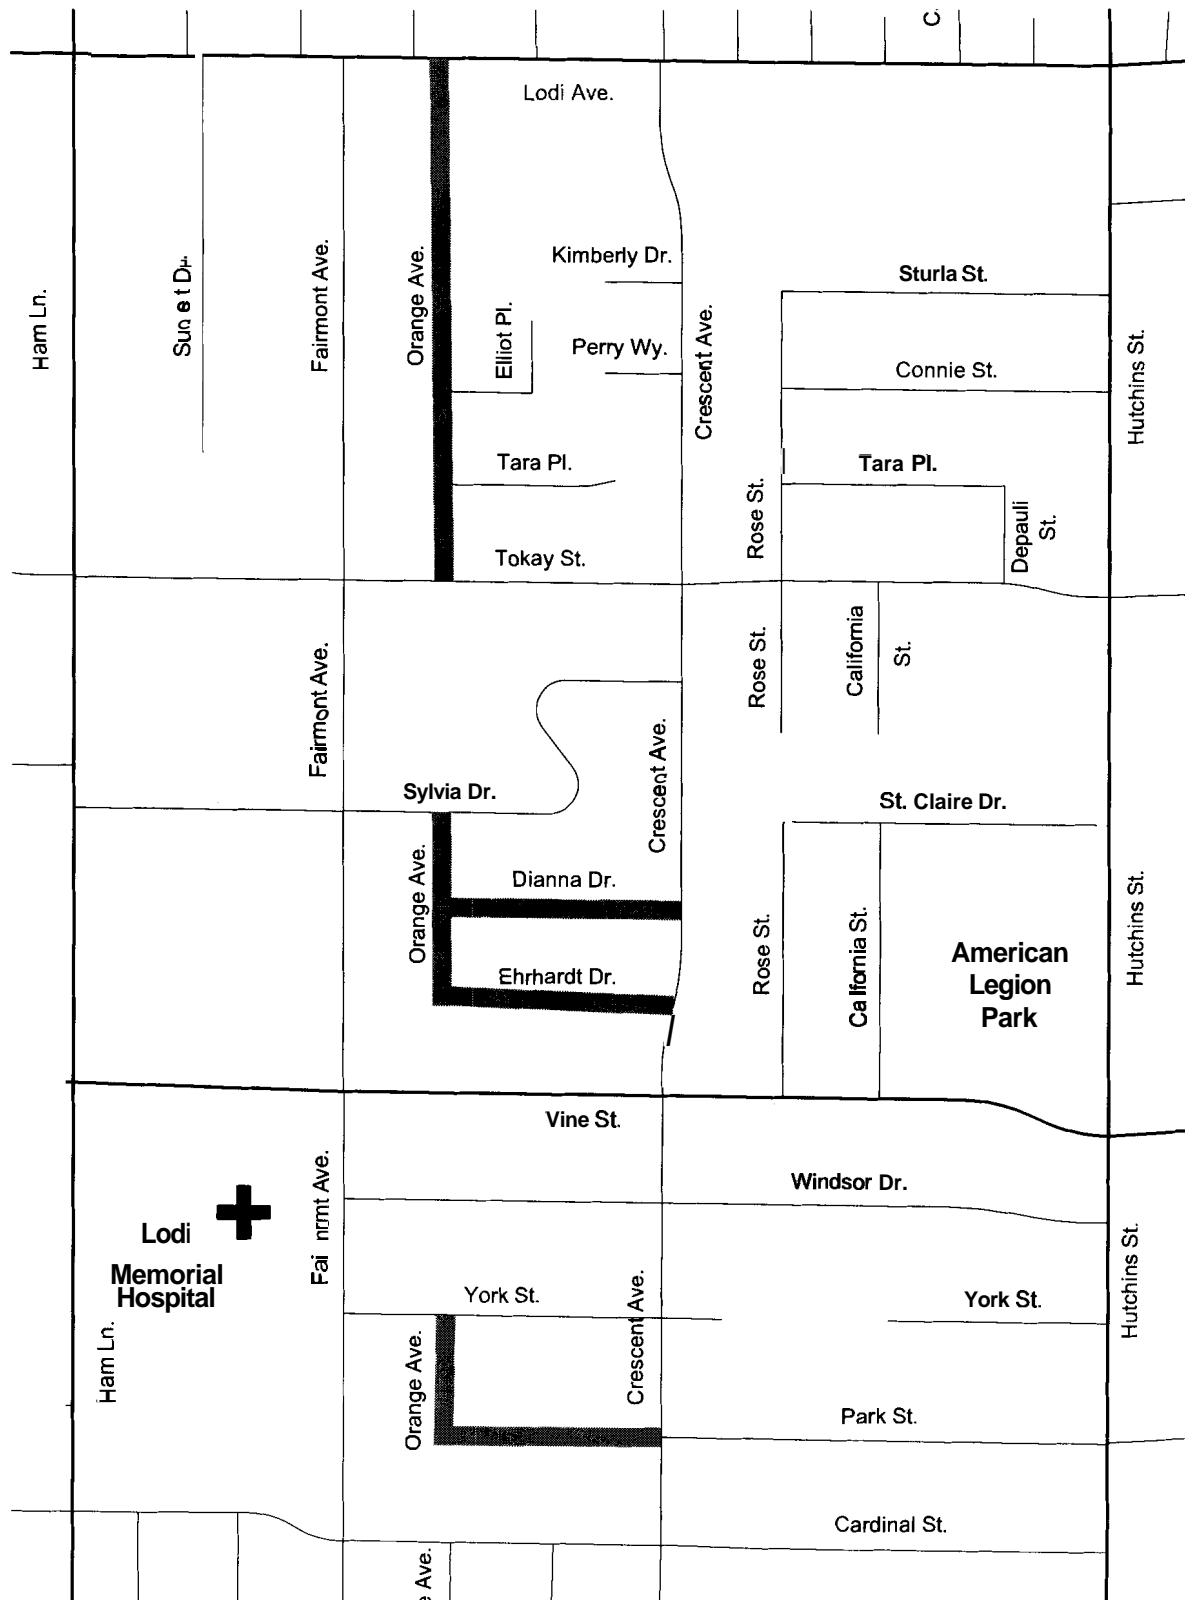 C
Lodi Ave.
Kimberly Dr.
Sturla St.
Ham Ln.
Fairmont Ave.
Orange Ave.
Elliot Pl.
Perry Wy.
Crescent Ave.
Connie St.
Hutchins St.
Tara Pl.
Tara Pl.
Rose St.
Depauli
St.
Tokay St.
Fairmont Ave.
Rose St.
California
St.
Crescent Ave.
Sylvia Dr.
St. Claire Dr.
Orange Ave.
Dianna Dr.
Rose St.
California St.
Hutchins St.
Ehrhardt Dr.
American
Legion
Park
Vine St.
Windsor Dr.
Lodi
Memorial
Hospital
York St.
Crescent Ave.
York St.
Hutchins St.
Ham Ln.
Orange Ave.
Park St.
Cardinal St.
e Ave.